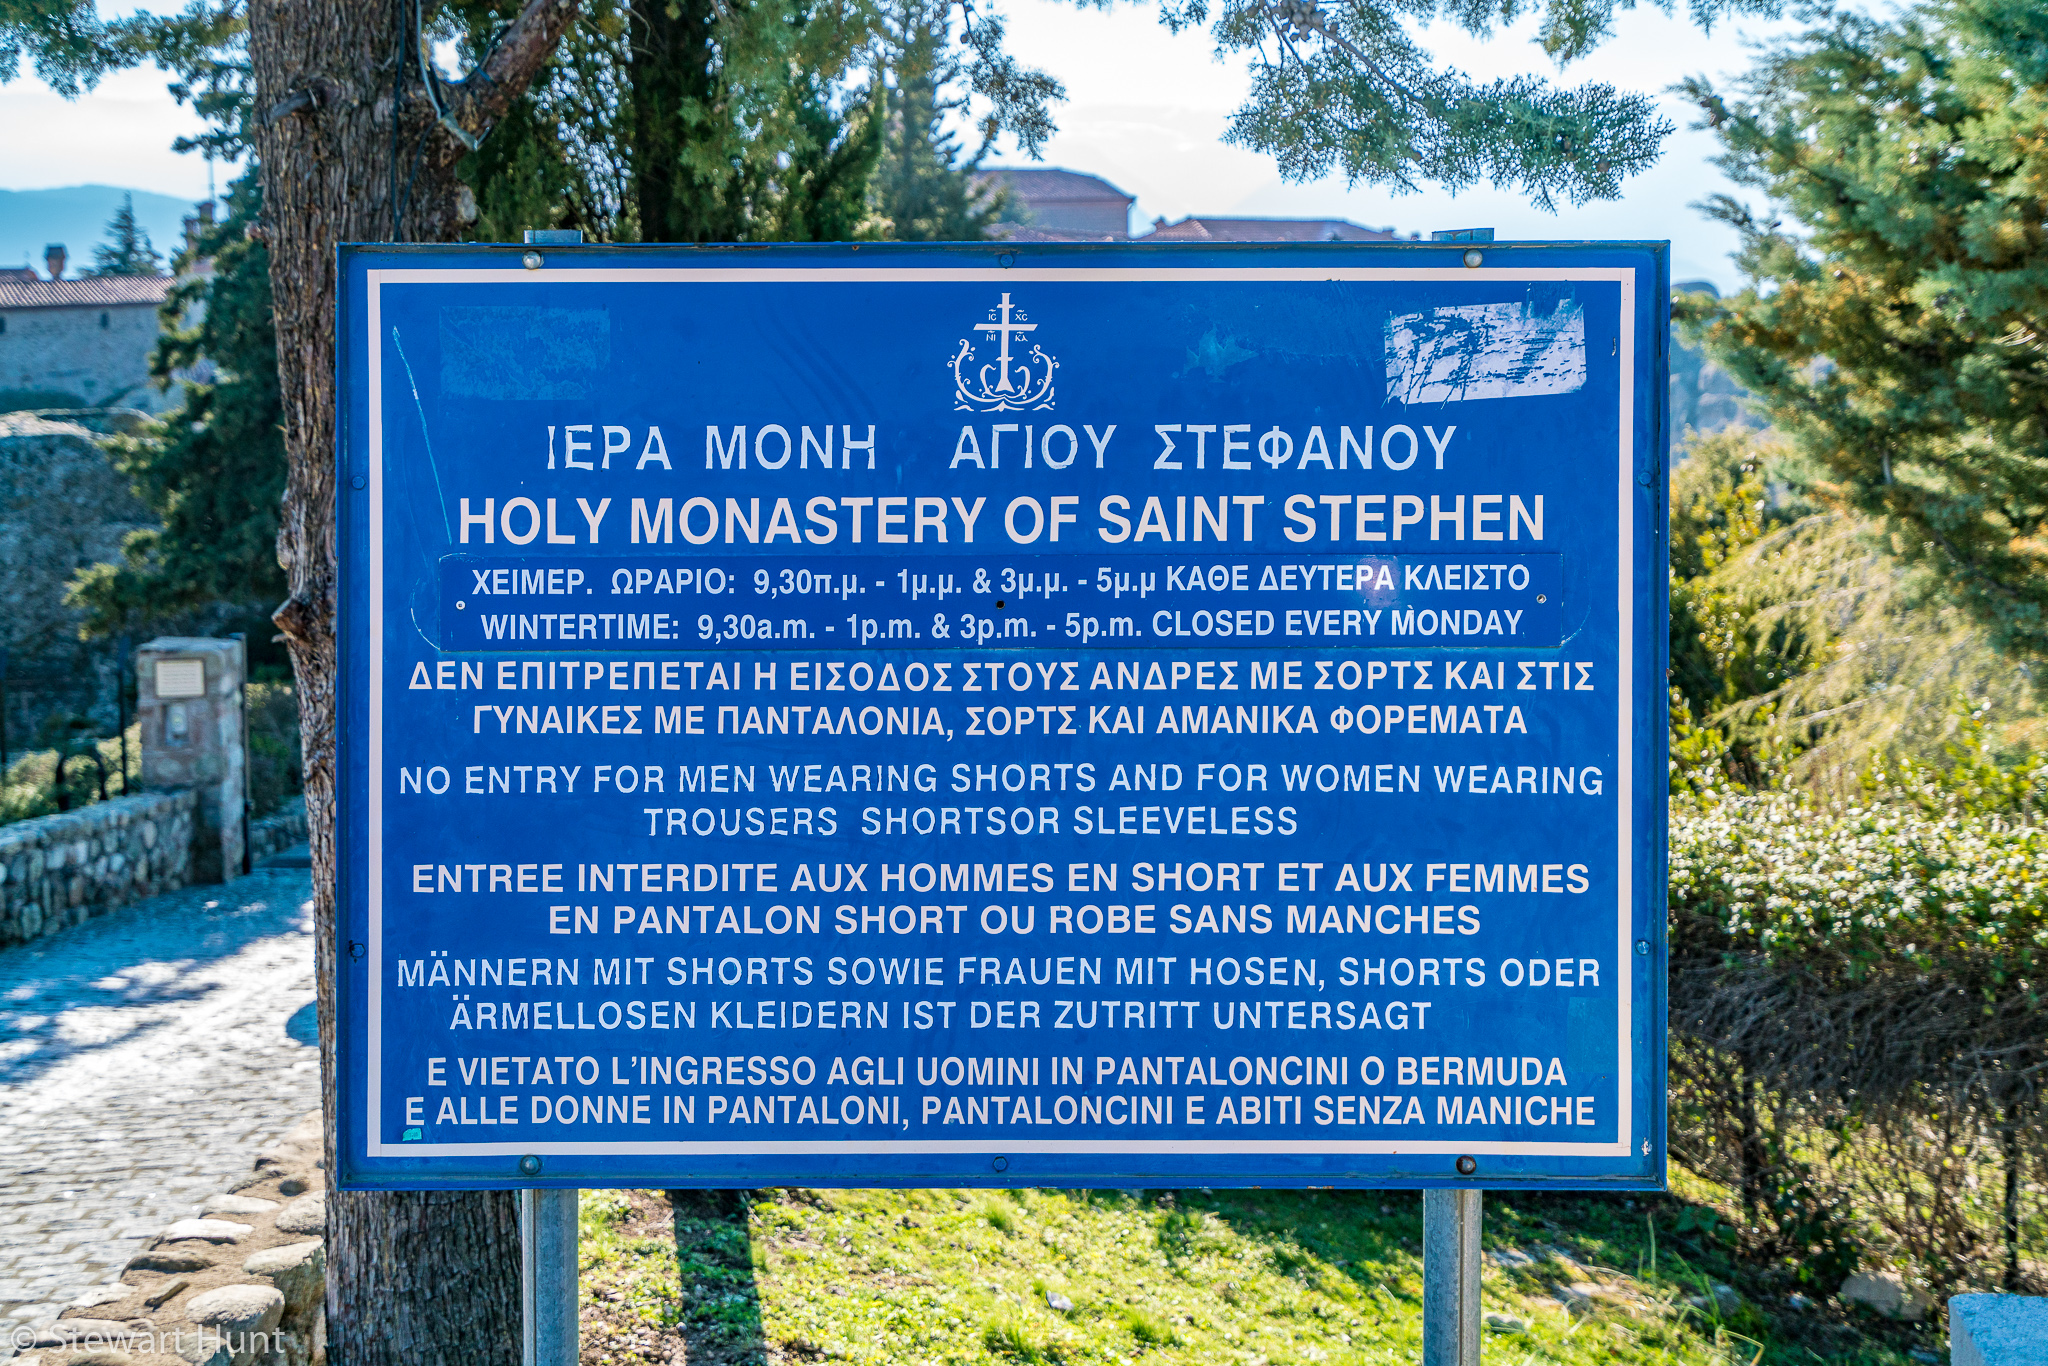 IC XC
NI KA
ΙΕΡΑ ΜΟΝΗ ΑΓΙΟΥ ΣΤΕΦΑΝΟΥ
HOLY MONASTERY OF SAINT STEPHEN
ΧΕΙΜΕΡ. ΩΡΑΡΙΟ: 9,30π.μ. - 1μ.μ. & 3μ.μ. - 5μ.μ ΚΑΘΕ ΔΕΥΤΕΡΑ ΚΛΕΙΣΤΟ
WINTERTIME: 9,30a.m. - 1p.m. & 3p.m. - 5p.m. CLOSED EVERY MONDAY
ΔΕΝ ΕΠΙΤΡΕΠΕΤΑΙ Η ΕΙΣΟΔΟΣ ΣΤΟΥΣ ΑΝΔΡΕΣ ΜΕ ΣΟΡΤΣ ΚΑΙ ΣΤΙΣ
ΓΥΝΑΙΚΕΣ ΜΕ ΠΑΝΤΑΛΟΝΙΑ, ΣΟΡΤΣ ΚΑΙ ΑΜΑΝΙΚΑ ΦΟΡΕΜΑΤΑ
NO ENTRY FOR MEN WEARING SHORTS AND FOR WOMEN WEARING
TROUSERS SHORTSOR SLEEVELESS
ENTREE INTERDITE AUX HOMMES EN SHORT ET AUX FEMMES
EN PANTALON SHORT OU ROBE SANS MANCHES
MÄNNERN MIT SHORTS SOWIE FRAUEN MIT HOSEN, SHORTS ODER
ÄRMELLOSEN KLEIDERN IST DER ZUTRITT UNTERSAGT
E VIETATO L'INGRESSO AGLI UOMINI IN PANTALONCINI O BERMUDA
E ALLE DONNE IN PANTALONI, PANTALONCINI E ABITI SENZA MANICHE
© Stewart Hunt